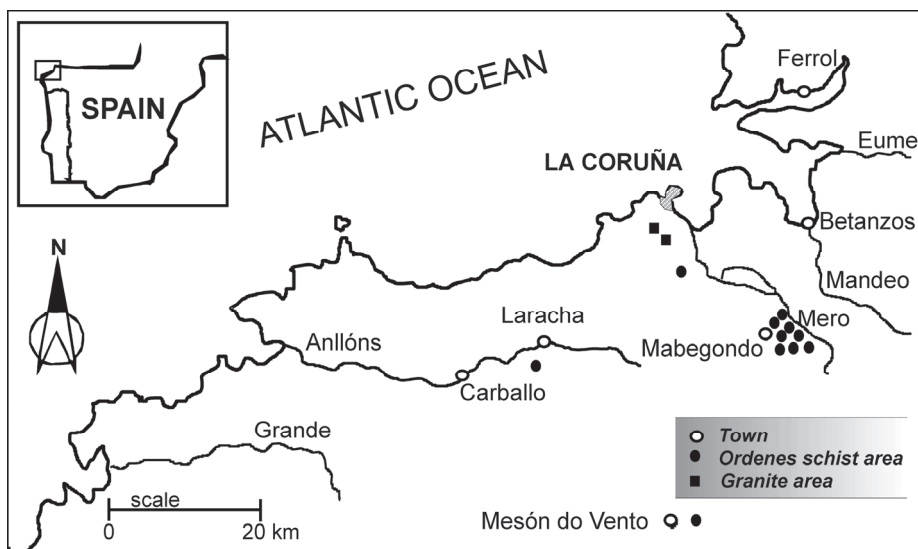 SPAIN
ATLANTIC OCEAN
Ferrol
Eume
LA CORUÑA
Betanzos
N
Mandeo
Laracha
Mero
Anllóns
Mabegondo
Carballo
Grande
Town
Ordenes schist area
Granite area
scale
0 20 km
Mesón do Vento